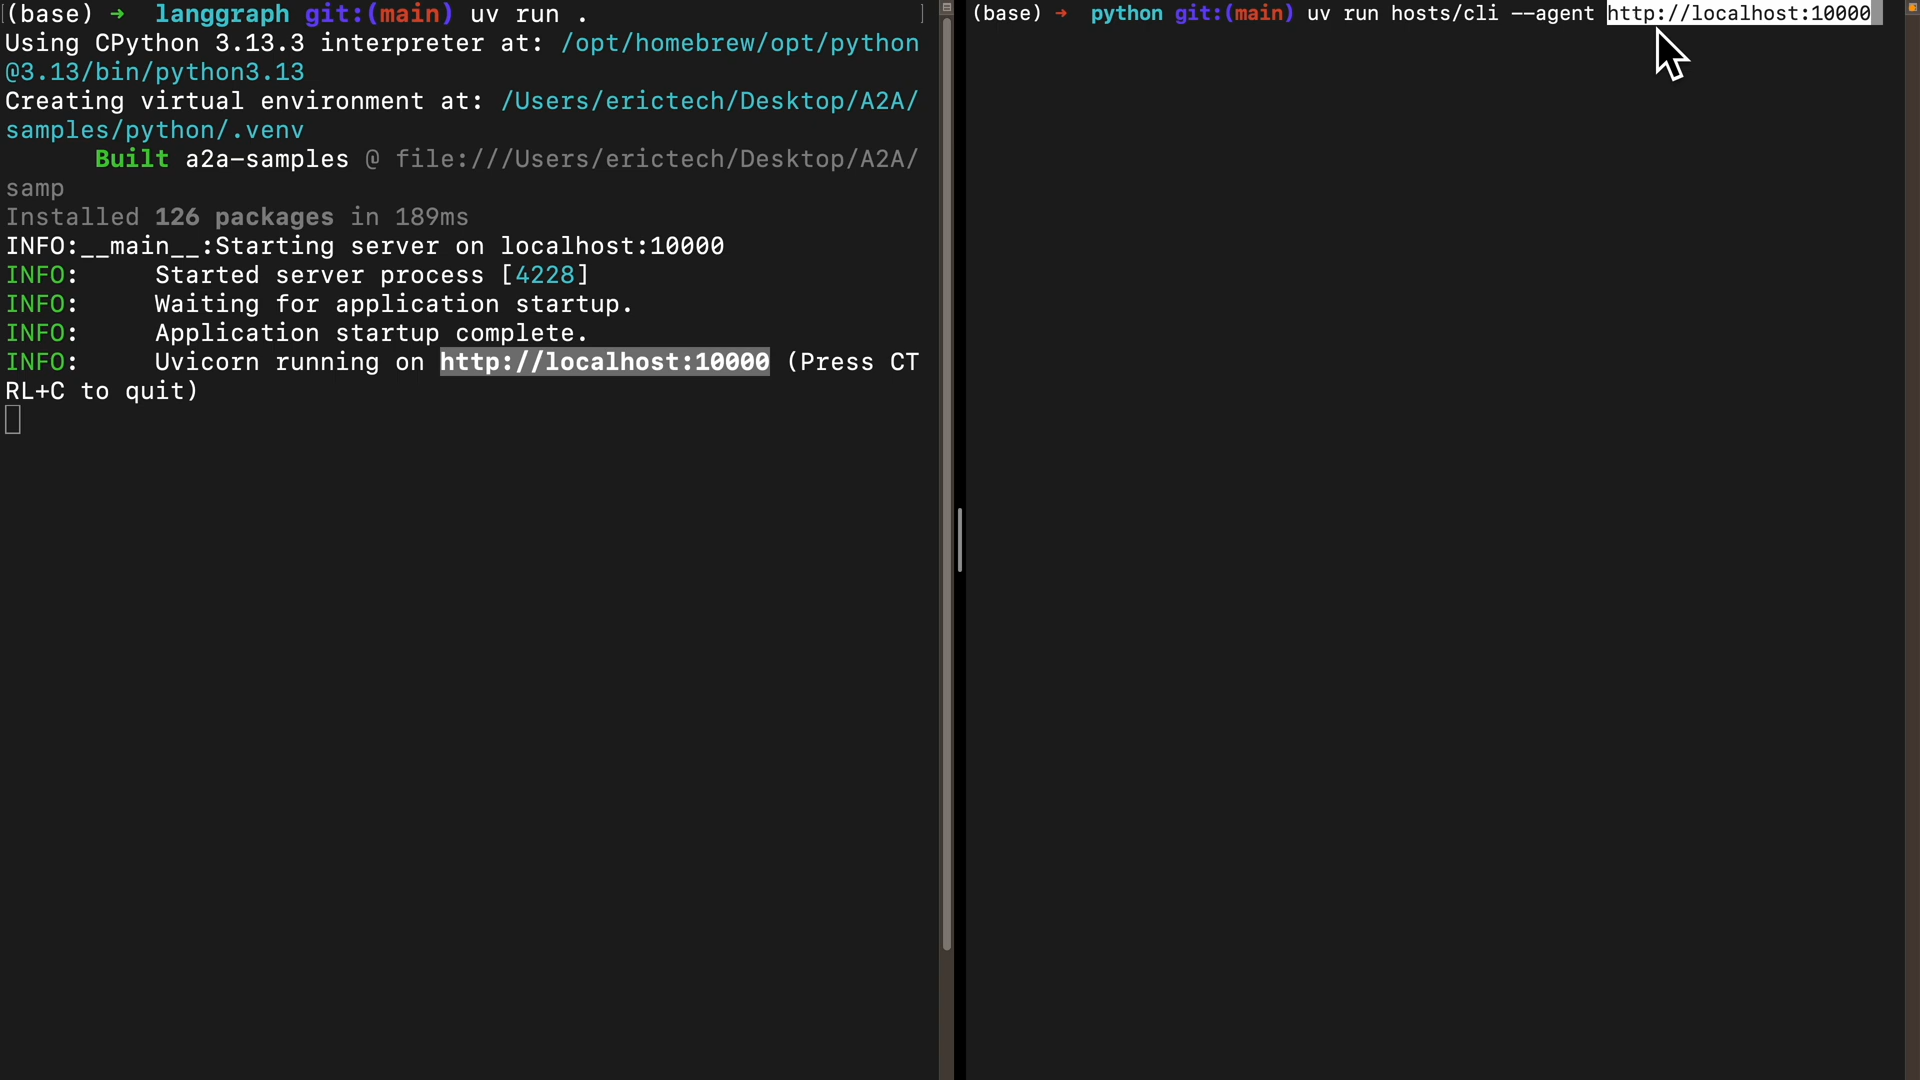 (base) ➜  langgraph git:(main) uv run .
Using CPython 3.13.3 interpreter at: /opt/homebrew/opt/python
@3.13/bin/python3.13
Creating virtual environment at: /Users/erictech/Desktop/A2A/
samples/python/.venv
      Built a2a-samples @ file:///Users/erictech/Desktop/A2A/
samp
Installed 126 packages in 189ms
INFO:__main__:Starting server on localhost:10000
INFO:     Started server process [4228]
INFO:     Waiting for application startup.
INFO:     Application startup complete.
INFO:     Uvicorn running on http://localhost:10000 (Press CT
RL+C to quit)
(base) ➜  python git:(main) uv run hosts/cli --agent http://localhost:10000